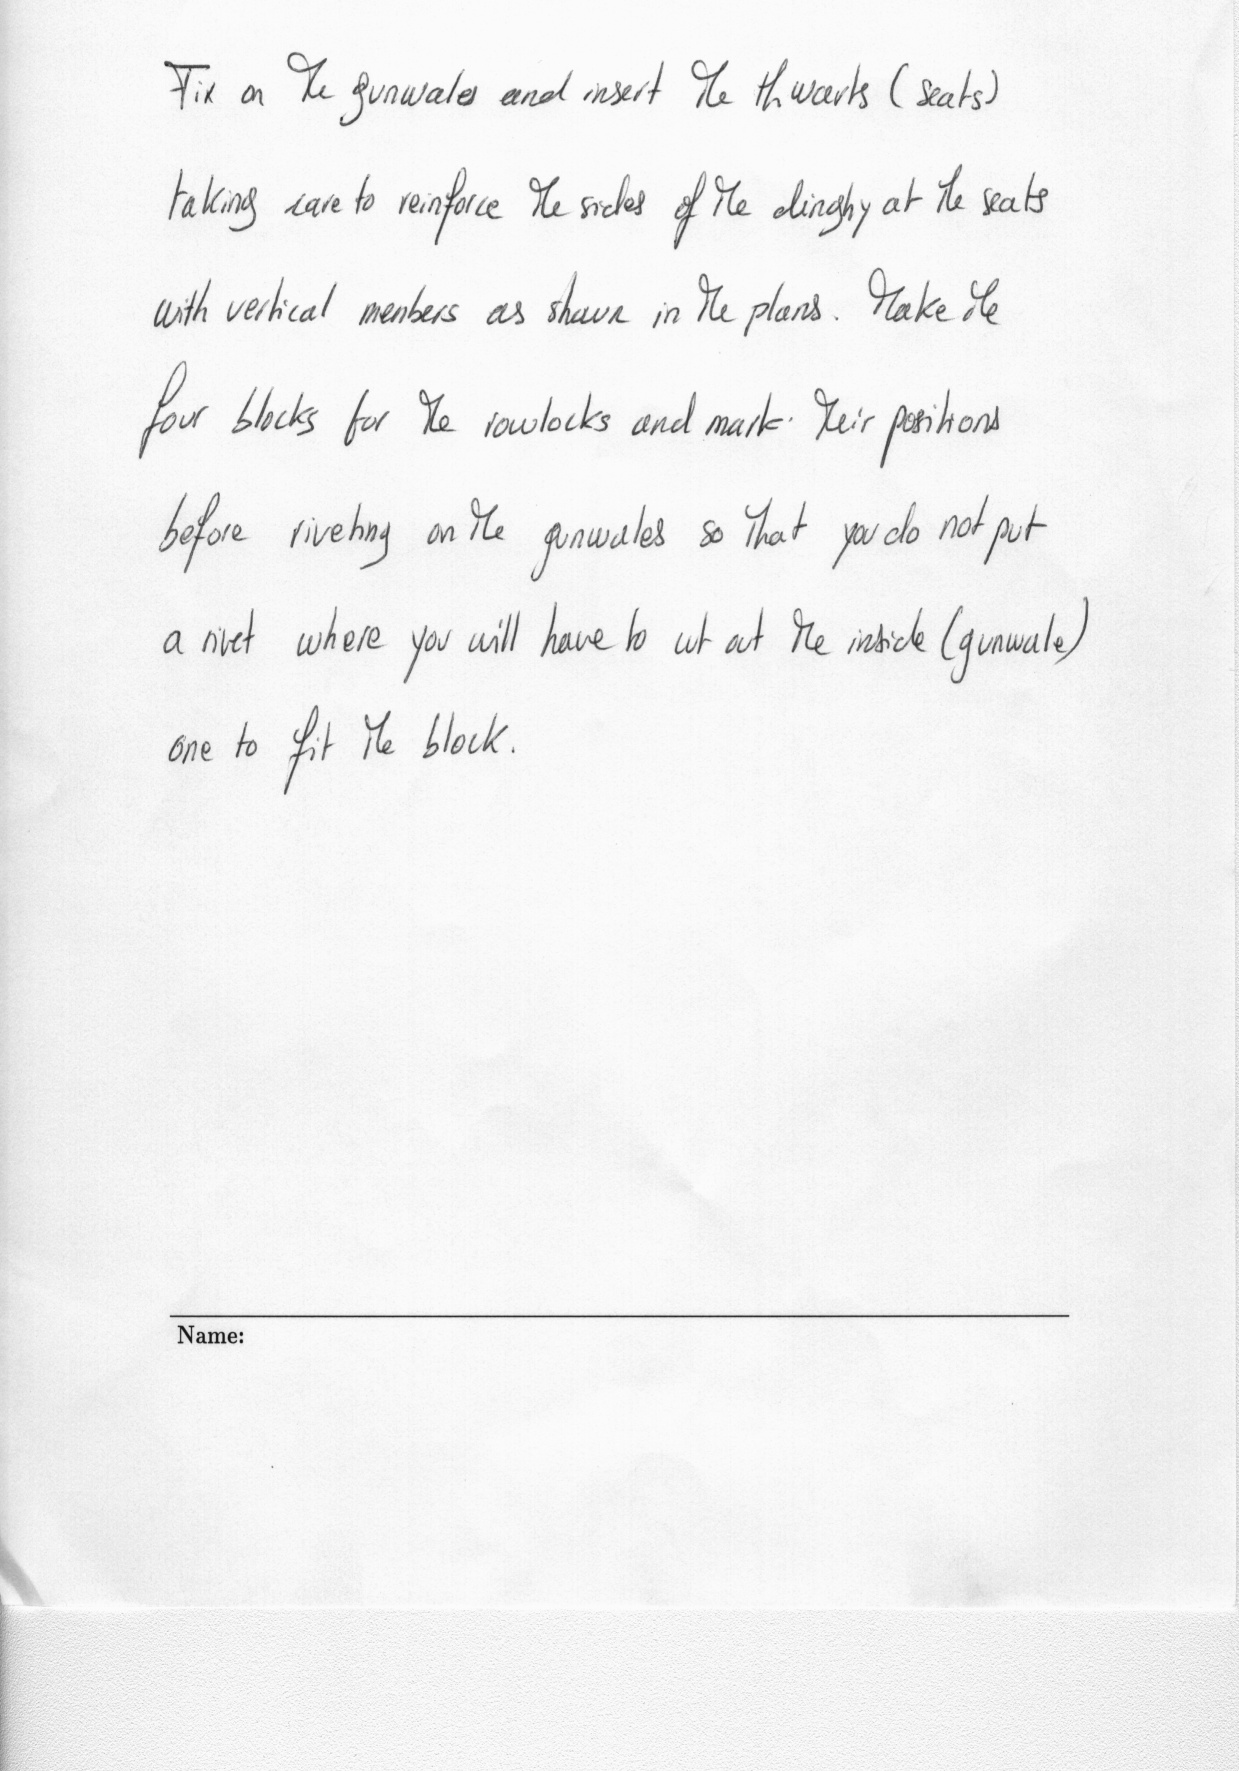 Fix on the gunwales and insert the thwarts (seats)
taking care to reinforce the sides of the dinghy at the seats
with vertical members as shown in the plans. Make the
four blocks for the rowlocks and mark their positions
before riveting on the gunwales so that you do not put
a rivet where you will have to cut out the inside (gunwale)
one to fit the block.
Name: